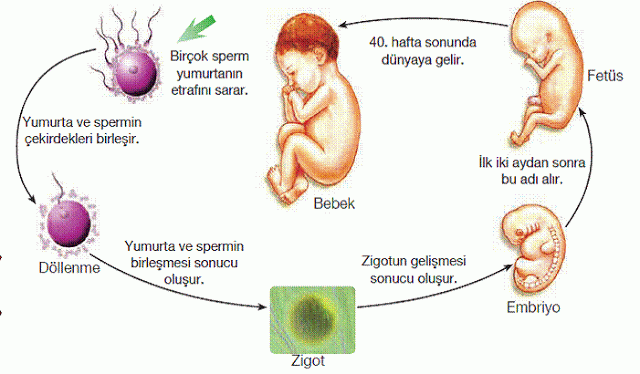 Birçok sperm
yumurtanın
etrafını sarar.
Yumurta ve spermin
çekirdekleri birleşir.
Döllenme
Yumurta ve spermin
birleşmesi sonucu
oluşur.
Zigot
Zigotun gelişmesi
sonucu oluşur.
Embriyo
İlk iki aydan sonra
bu adı alır.
Fetüs
40. hafta sonunda
dünyaya gelir.
Bebek